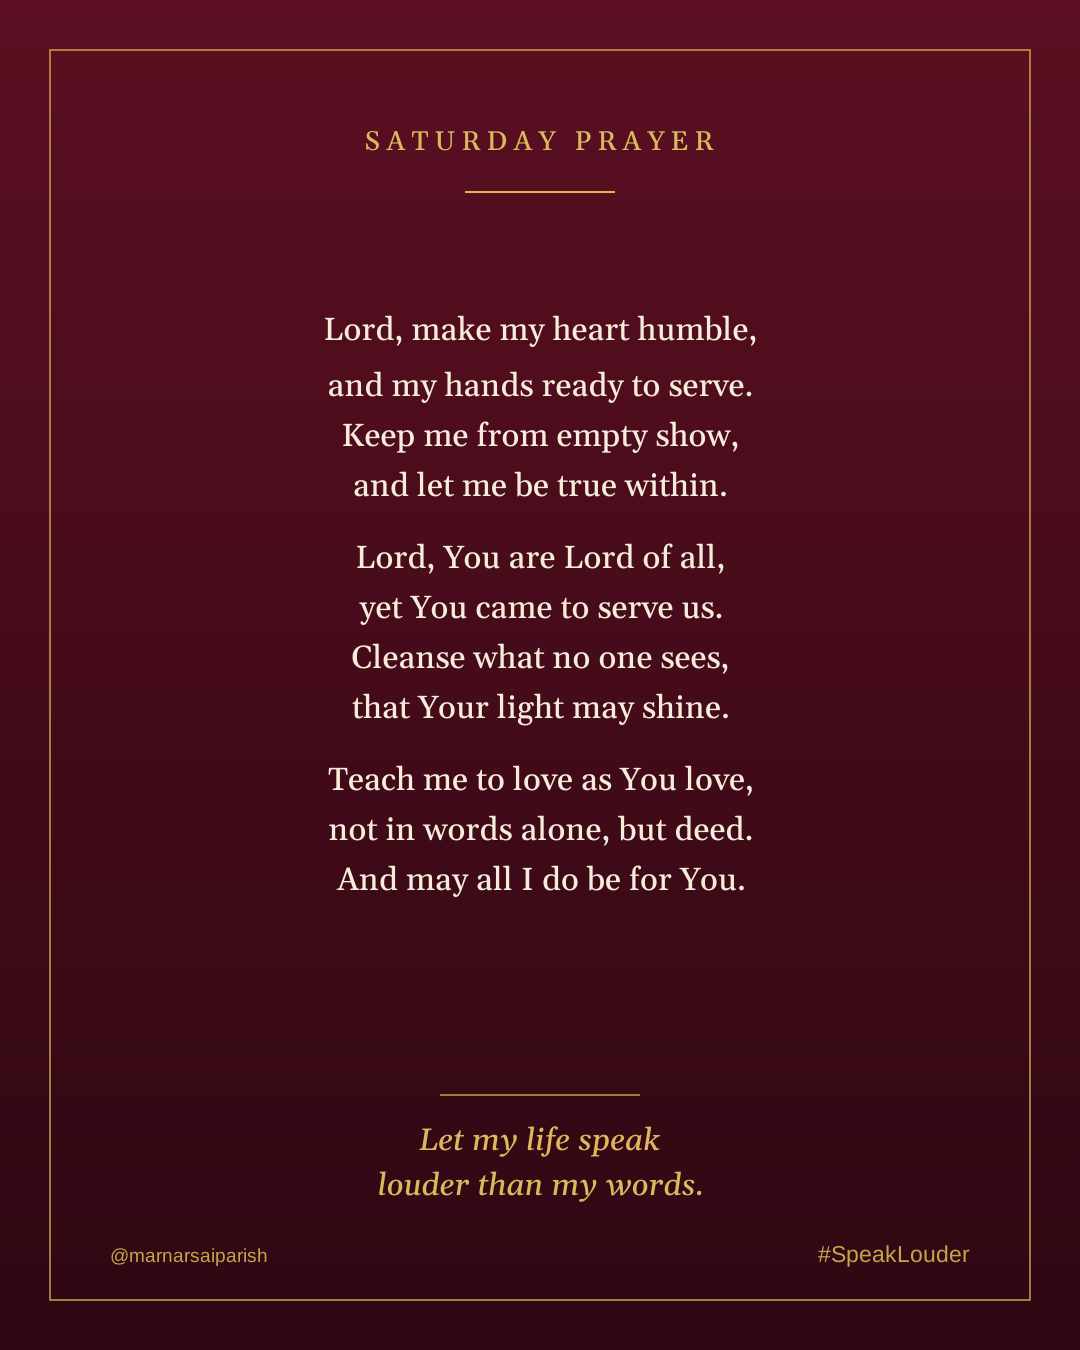 SATURDAY PRAYER
Lord, make my heart humble,
and my hands ready to serve.
Keep me from empty show,
and let me be true within.
Lord, You are Lord of all,
yet You came to serve us.
Cleanse what no one sees,
that Your light may shine.
Teach me to love as You love,
not in words alone, but deed.
And may all I do be for You.
Let my life speak
louder than my words.
@marnarsaiparish
#SpeakLouder